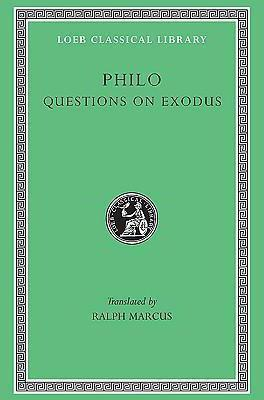 LOEB CLASSICAL LIBRARY
PHILO
QUESTIONS ON EXODUS
Translated by
RALPH MARCUS